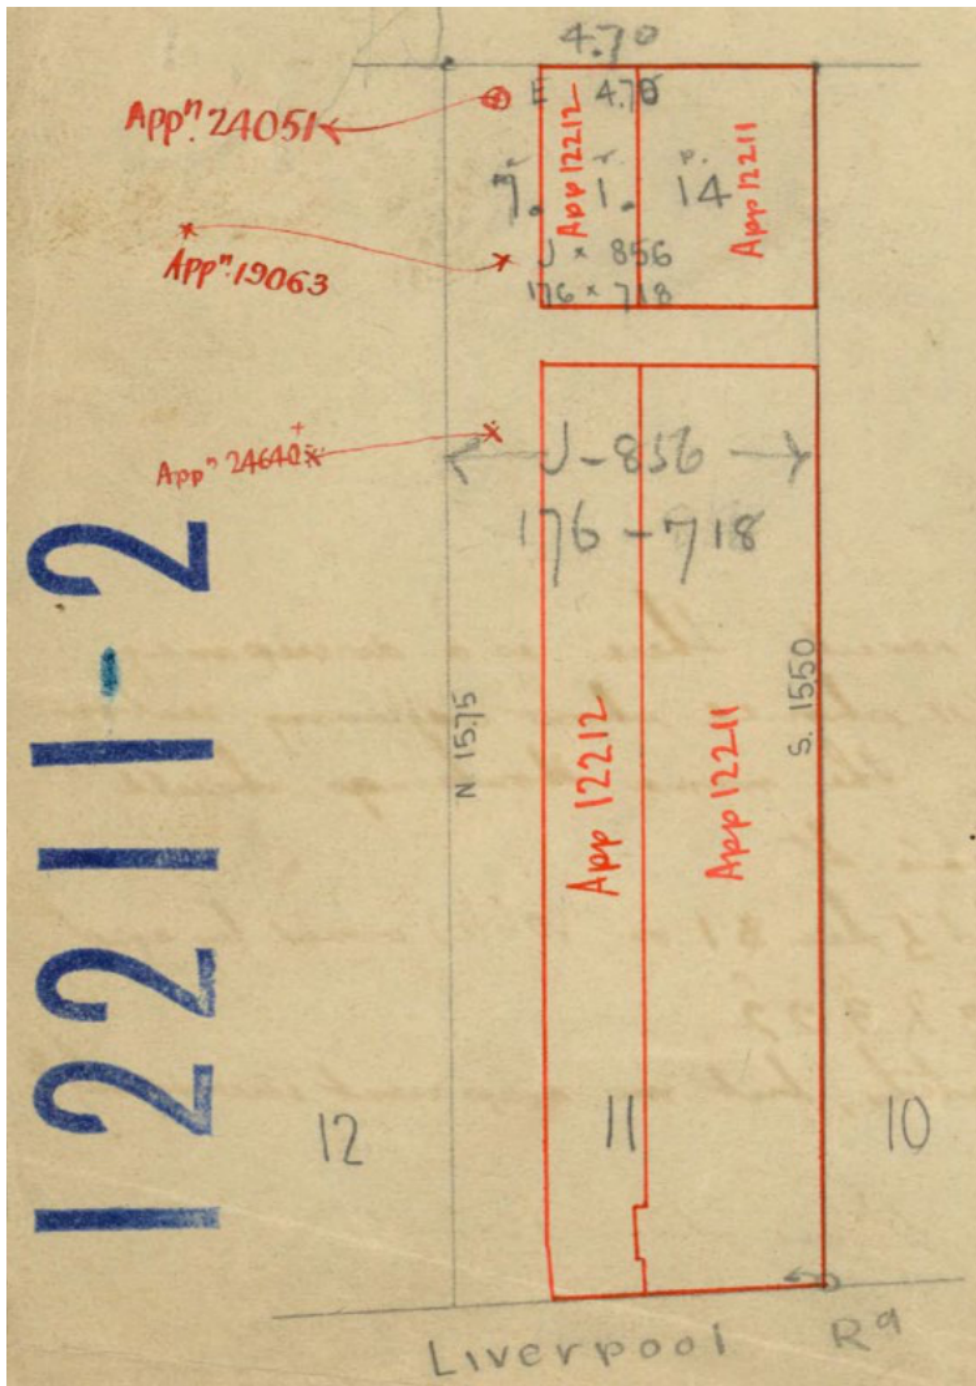 4.70
Appⁿ. 24051
E 4.70
App 12212
App 12211
7. 1. 14
Appⁿ. 19063
J × 856
176 × 718
Appⁿ 24640
J - 856
176 - 718
N 1575
S. 1550
App 12212
App 12211
12211-2
12 11 10
Liverpool Rd